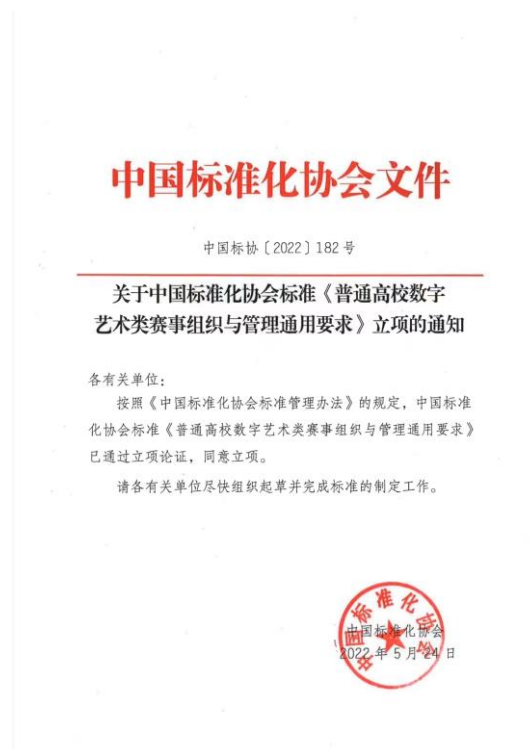 中国标准化协会文件
中国标协〔2022〕182号
关于中国标准化协会标准《普通高校数字
艺术类赛事组织与管理通用要求》立项的通知
各有关单位：
按照《中国标准化协会标准管理办法》的规定，中国标准
化协会标准《普通高校数字艺术类赛事组织与管理通用要求》
已通过立项论证，同意立项。
请各有关单位尽快组织起草并完成标准的制定工作。
中国标准化协会
中国标准化协会
2022年5月24日